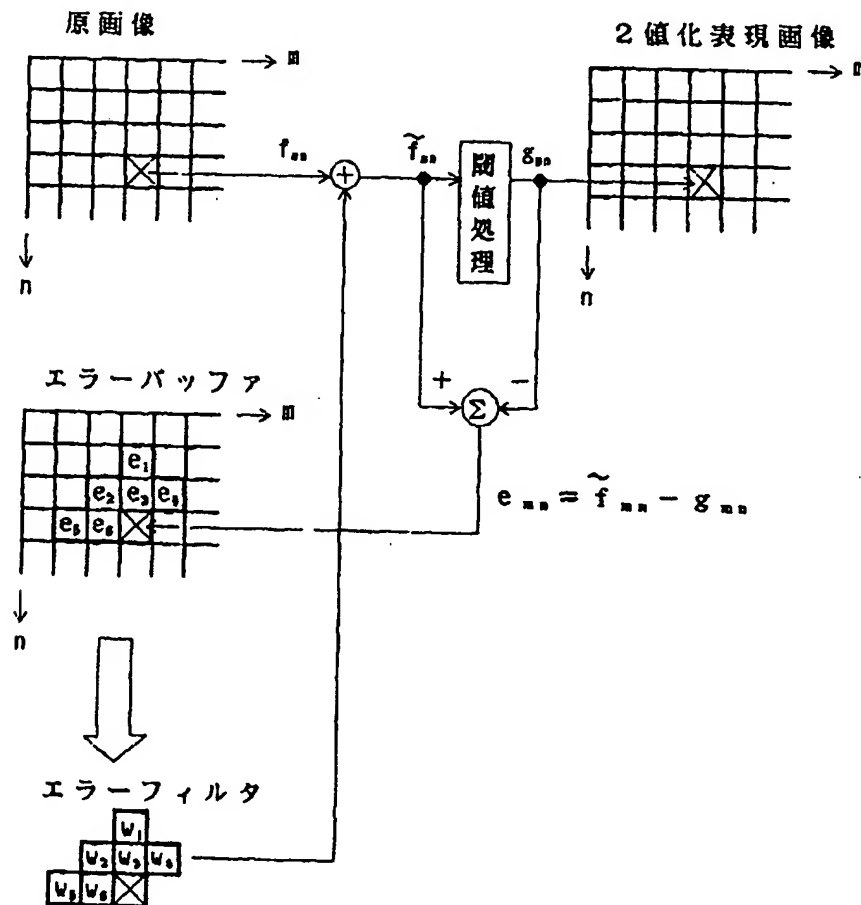 原画像
2値化表現画像
m
m
f_mn
f̃_mn
閾値処理
g_mn
n
n
エラーバッファ
m
+
−
Σ
e₁
e₂ e₃ e₄
e₅ e₆
e_mn = f̃_mn − g_mn
n
エラーフィルタ
W₁
W₂ W₃ W₄
W₅ W₆